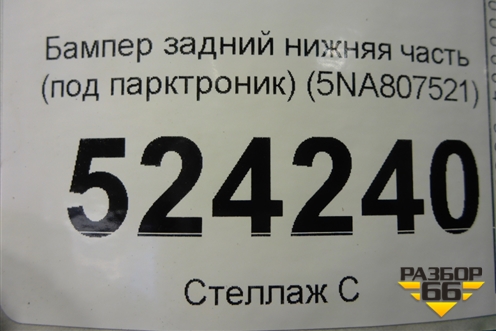 Бампер задний нижняя часть
(под парктроник) (5NA807521)
524240
Стеллаж С
РАЗБОР
66